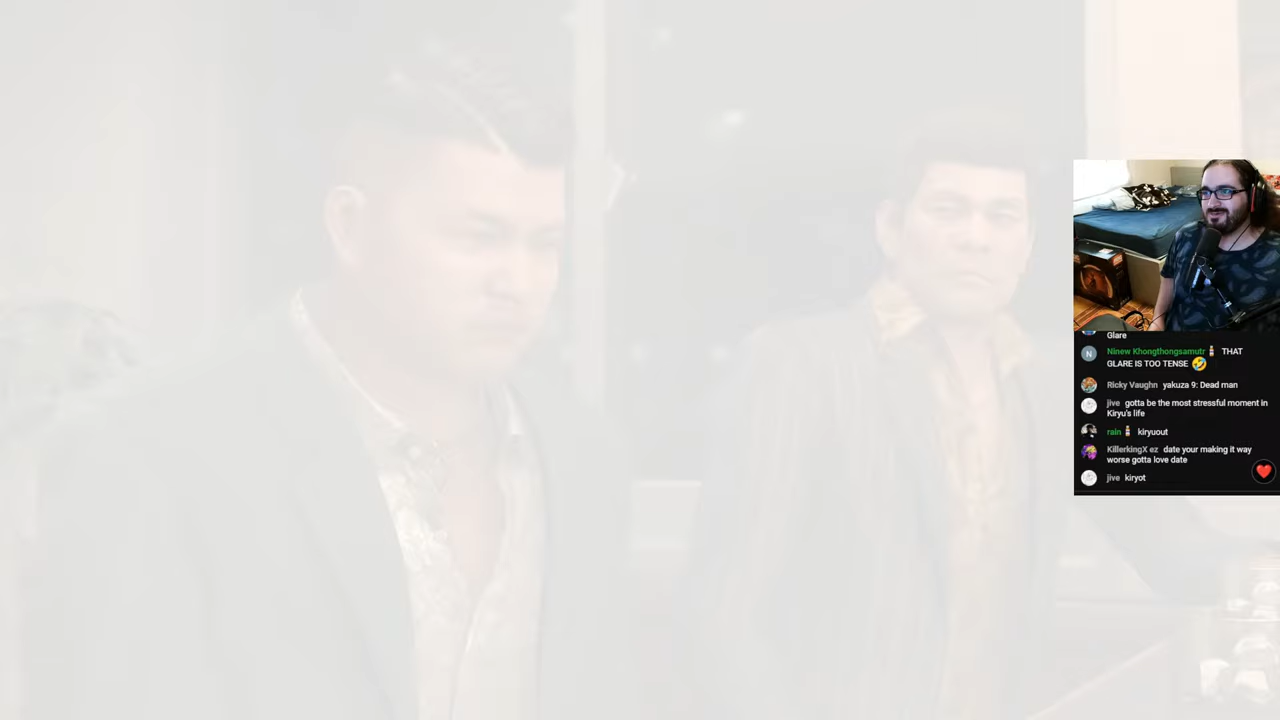 Glare
Ninew Khongthongsamutr THAT
GLARE IS TOO TENSE
Ricky Vaughn yakuza 9: Dead man
jive gotta be the most stressful moment in
Kiryu's life
rain kiryuout
KillerkingX ez date your making it way
worse gotta love date
jive kiryot